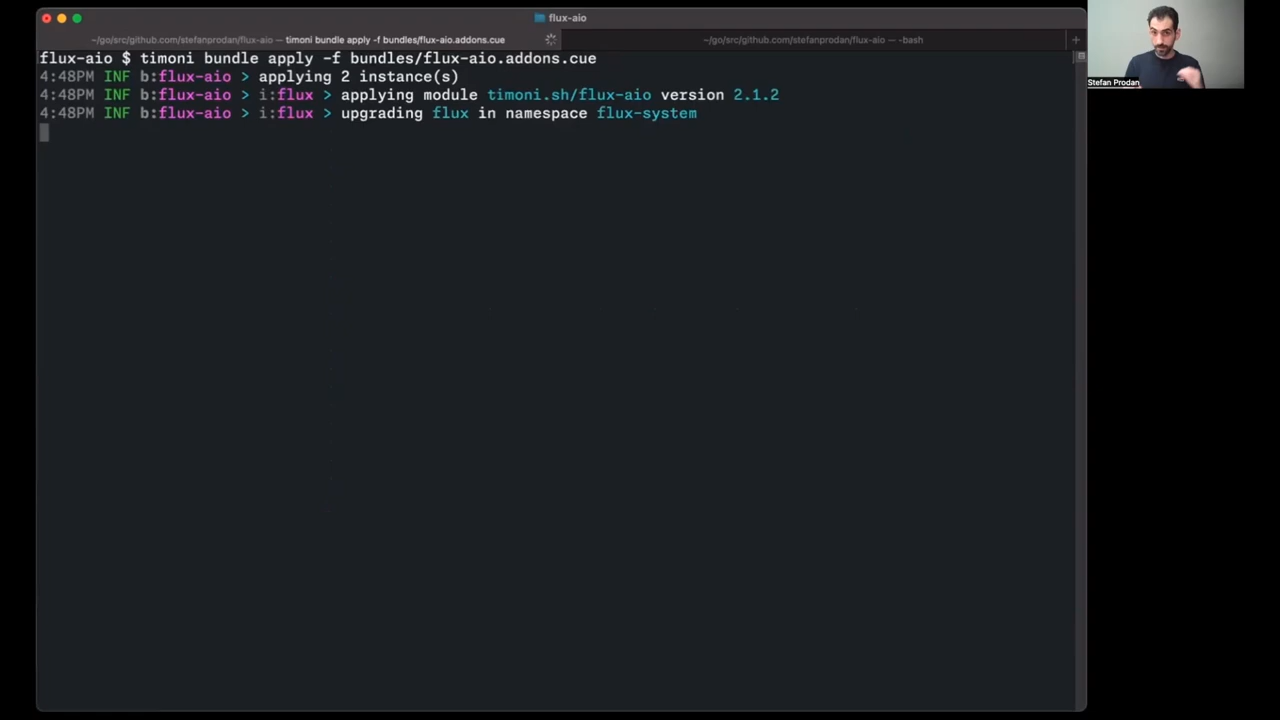 flux-aio
~/go/src/github.com/stefanprodan/flux-aio — timoni bundle apply -f bundles/flux-aio.addons.cue
~/go/src/github.com/stefanprodan/flux-aio — -bash
+
flux-aio $ timoni bundle apply -f bundles/flux-aio.addons.cue
4:48PM INF b:flux-aio > applying 2 instance(s)
4:48PM INF b:flux-aio > i:flux > applying module timoni.sh/flux-aio version 2.1.2
4:48PM INF b:flux-aio > i:flux > upgrading flux in namespace flux-system
Stefan Prodan